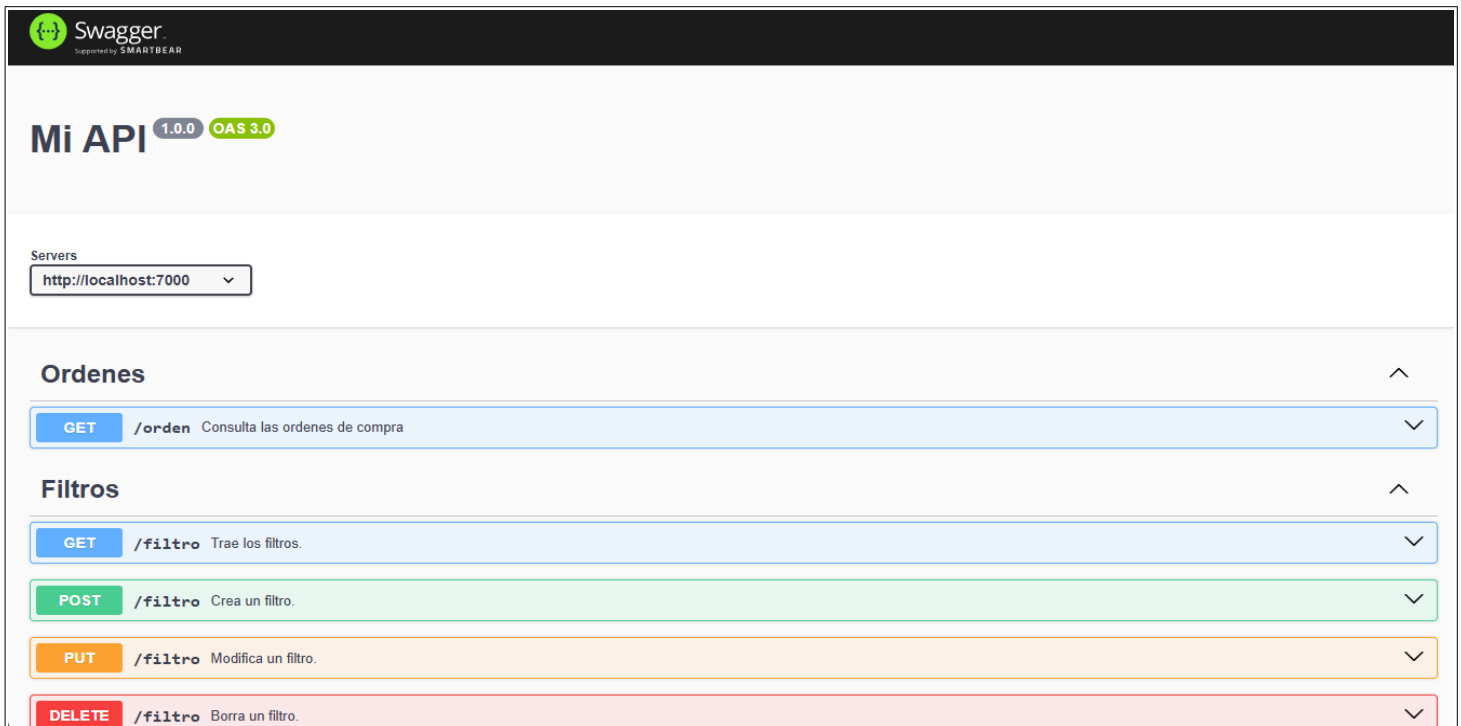 Swagger.
Supported by SMARTBEAR
Mi API 1.0.0 OAS 3.0
Servers
http://localhost:7000
Ordenes
GET /orden Consulta las ordenes de compra
Filtros
GET /filtro Trae los filtros.
POST /filtro Crea un filtro.
PUT /filtro Modifica un filtro.
DELETE /filtro Borra un filtro.